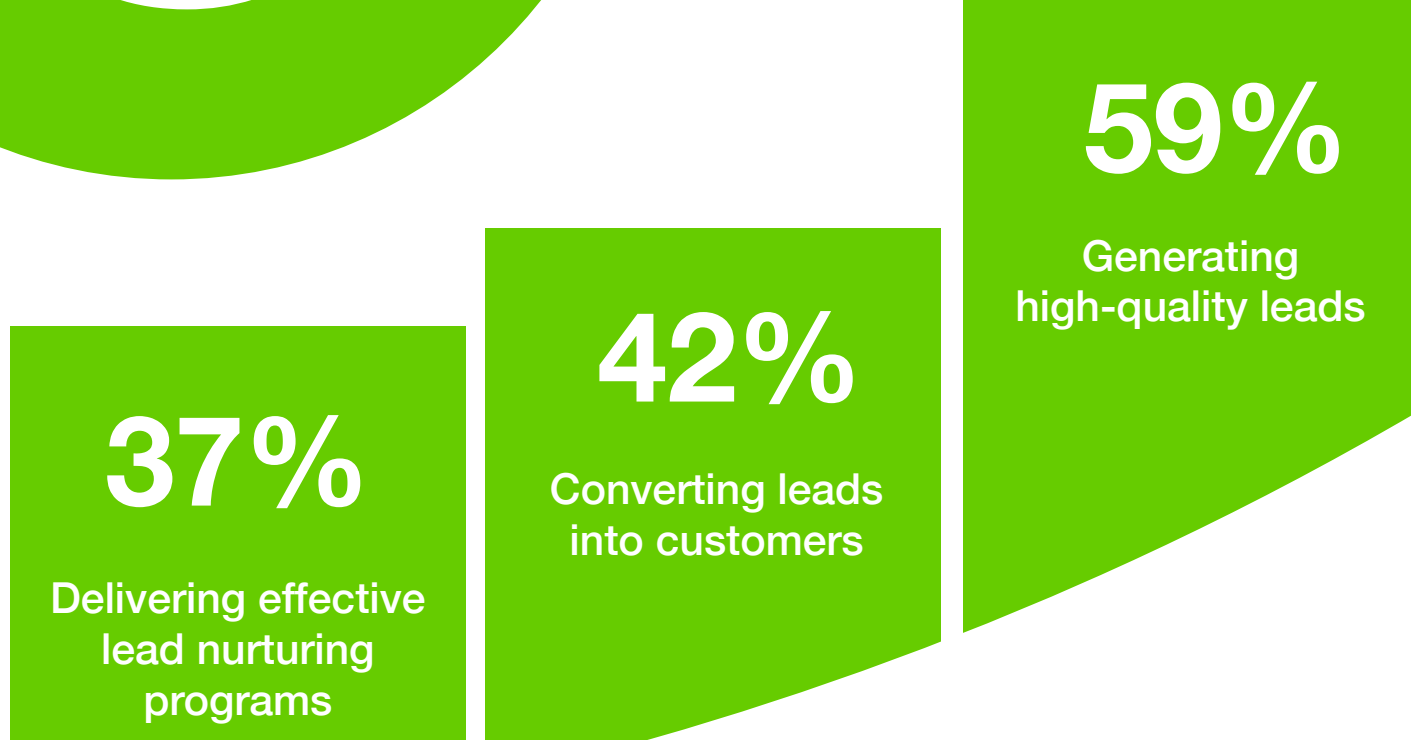 37%
Delivering effective
lead nurturing
programs
42%
Converting leads
into customers
59%
Generating
high-quality leads